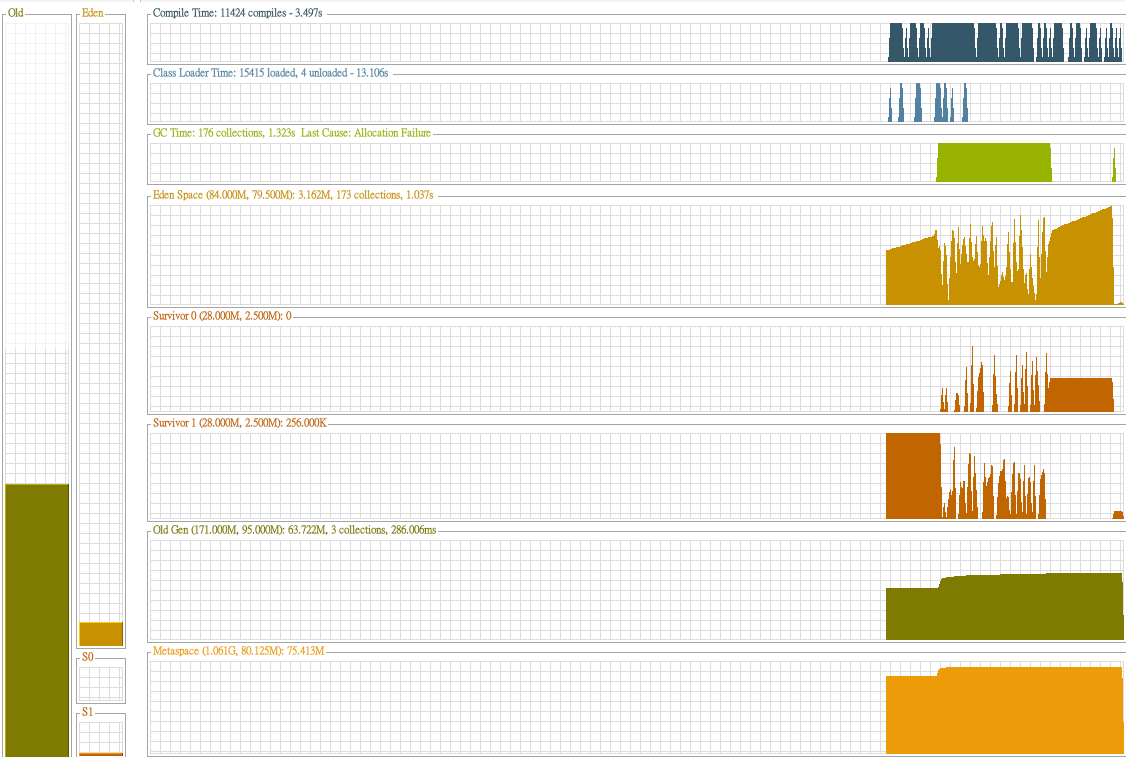 Old
Eden
S0
S1
Compile Time: 11424 compiles - 3.497s
Class Loader Time: 15415 loaded, 4 unloaded - 13.106s
GC Time: 176 collections, 1.323s Last Cause: Allocation Failure
Eden Space (84.000M, 79.500M): 3.162M, 173 collections, 1.037s
Survivor 0 (28.000M, 2.500M): 0
Survivor 1 (28.000M, 2.500M): 256.000K
Old Gen (171.000M, 95.000M): 63.722M, 3 collections, 286.006ms
Metaspace (1.061G, 80.125M): 75.413M